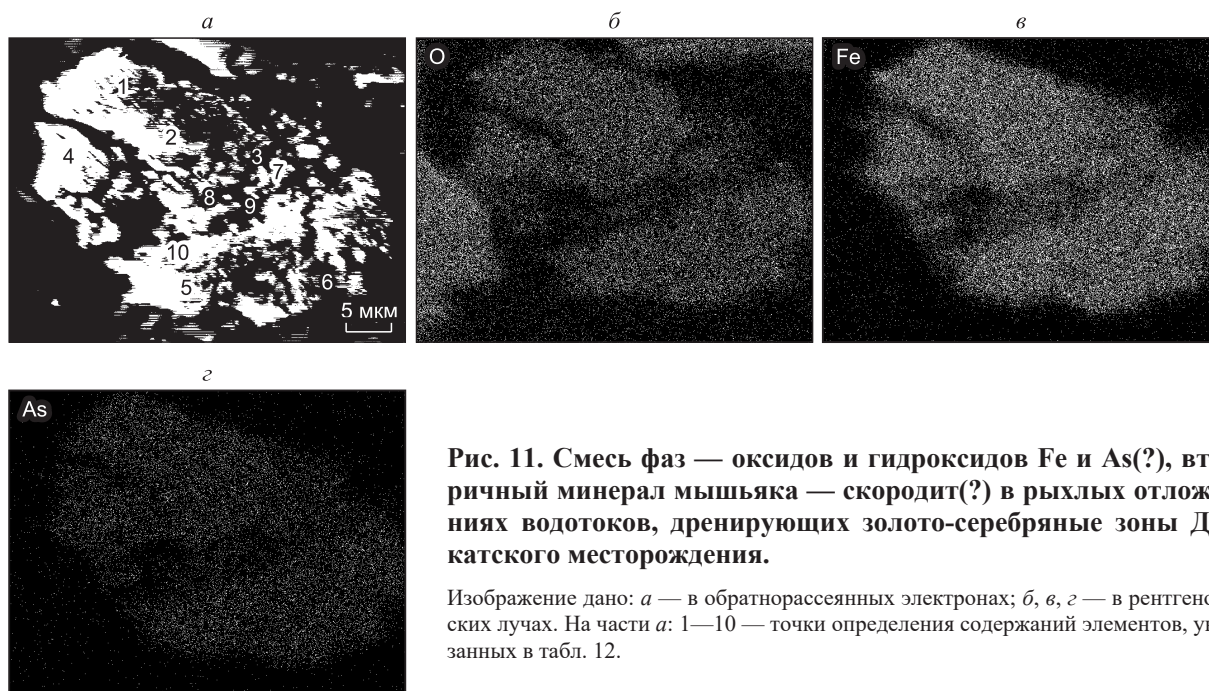 а
б
в
O
Fe
1
2
3
4
7
8
9
10
5
6
5 мкм
г
As
Рис. 11. Смесь фаз — оксидов и гидроксидов Fe и As(?), вт
ричный минерал мышьяка — скородит(?) в рыхлых отлож
ниях водотоков, дренирующих золото-серебряные зоны Д
катского месторождения.
Изображение дано: а — в обратнорассеянных электронах; б, в, г — в рентгено
ских лучах. На части а: 1—10 — точки определения содержаний элементов, ук
занных в табл. 12.